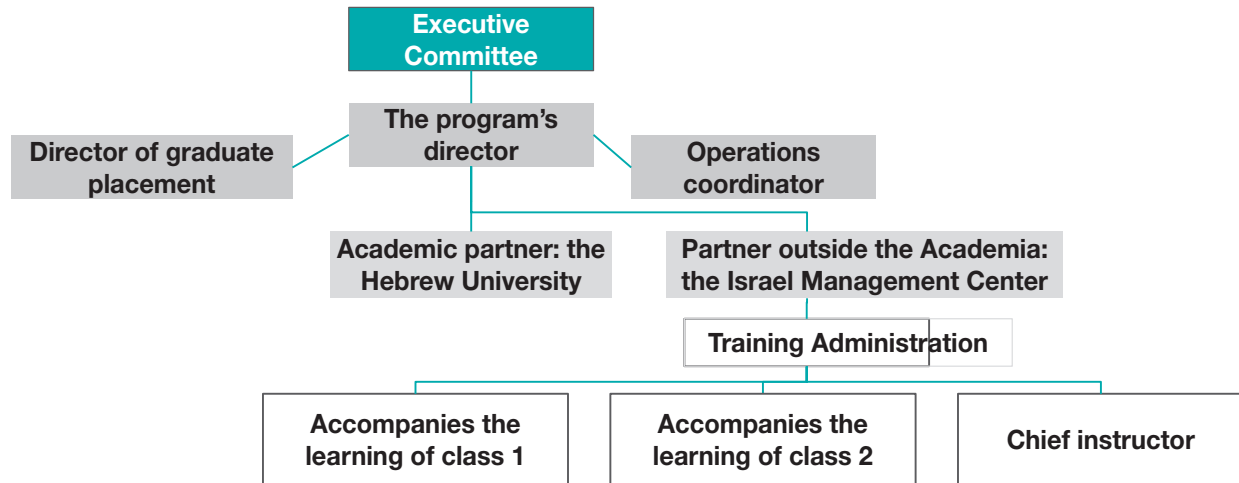 Executive
Committee
The program's
director
Director of graduate
placement
Operations
coordinator
Academic partner: the
Hebrew University
Partner outside the Academia:
the Israel Management Center
Training Administration
Accompanies the
learning of class 1
Accompanies the
learning of class 2
Chief instructor